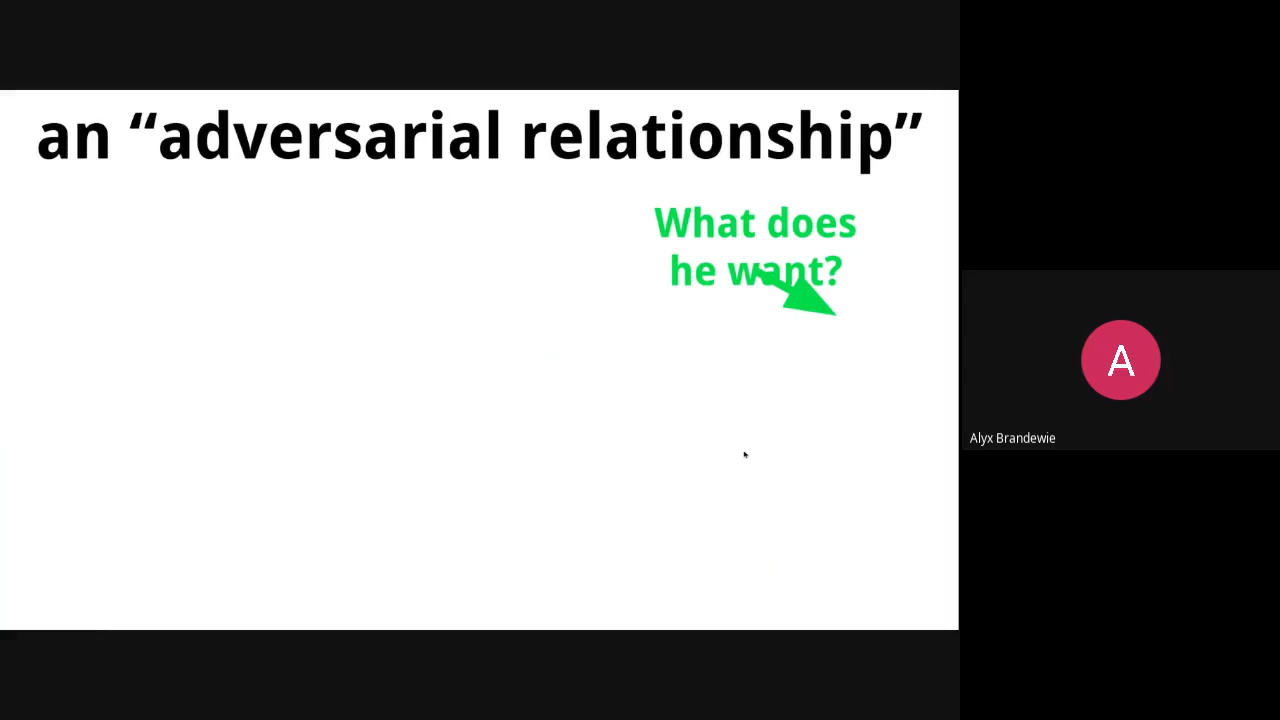 an “adversarial relationship”
What does
he want?
A
Alyx Brandewie